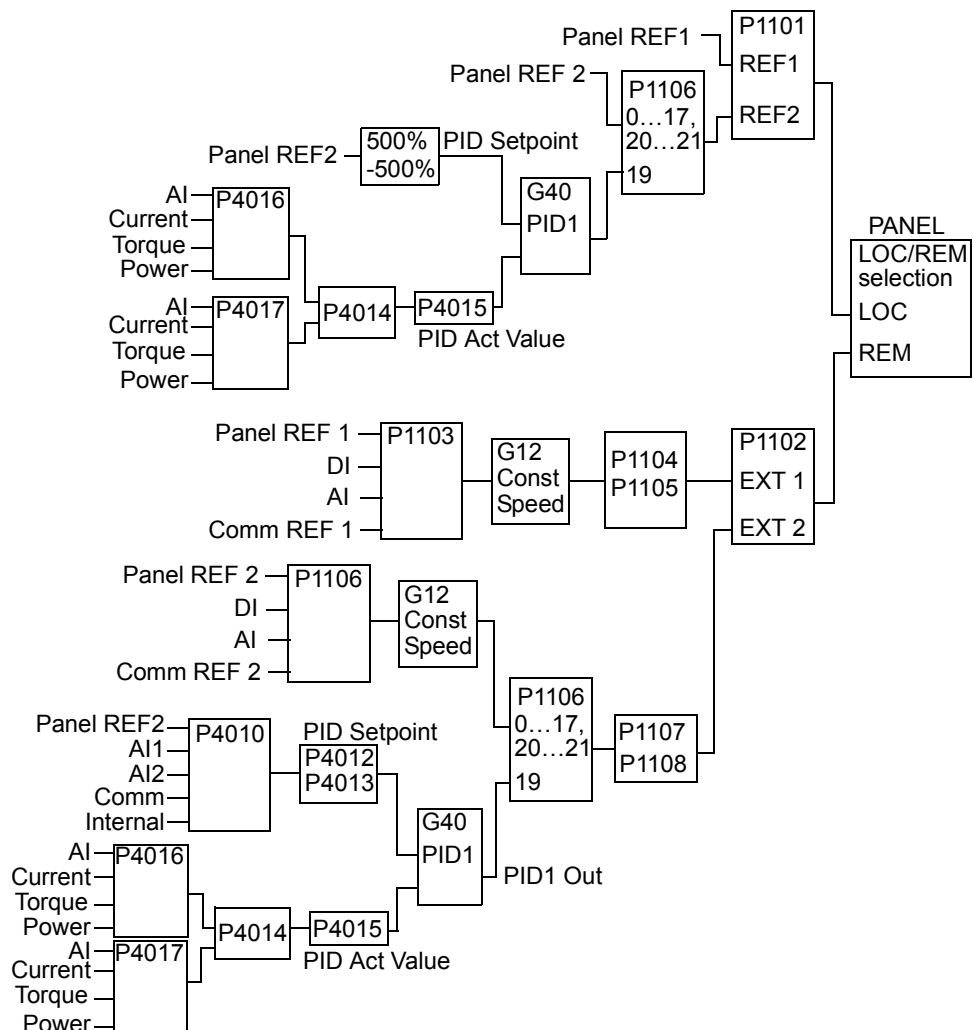 P1101
Panel REF1
REF1
Panel REF 2
P1106
0…17,
20…21
REF2
19
Panel REF2
500%
-500%
PID Setpoint
G40
PID1
AI
Current
Torque
Power
P4016
AI
Current
Torque
Power
P4017
P4014
P4015
PID Act Value
PANEL
LOC/REM
selection
LOC
REM
Panel REF 1
DI
AI
Comm REF 1
P1103
G12
Const
Speed
P1104
P1105
P1102
EXT 1
EXT 2
Panel REF 2
DI
AI
Comm REF 2
P1106
G12
Const
Speed
P1106
0…17,
20…21
19
P1107
P1108
Panel REF2
AI1
AI2
Comm
Internal
P4010
PID Setpoint
P4012
P4013
G40
PID1
PID1 Out
AI
Current
Torque
Power
P4016
AI
Current
Torque
Power
P4017
P4014
P4015
PID Act Value